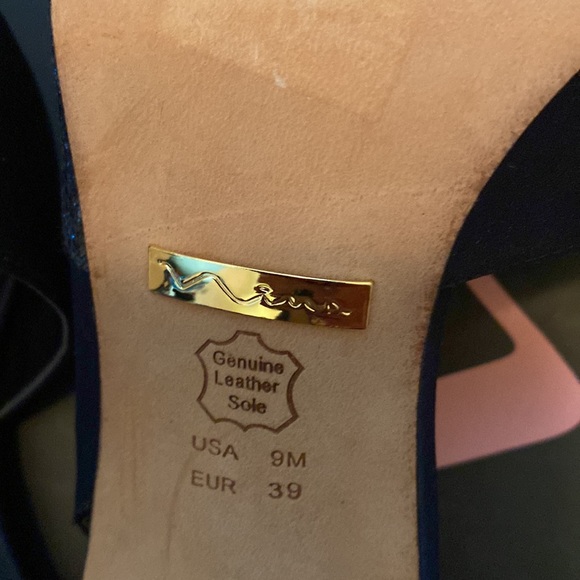 Nina
Genuine
Leather
Sole
USA 9M
EUR 39